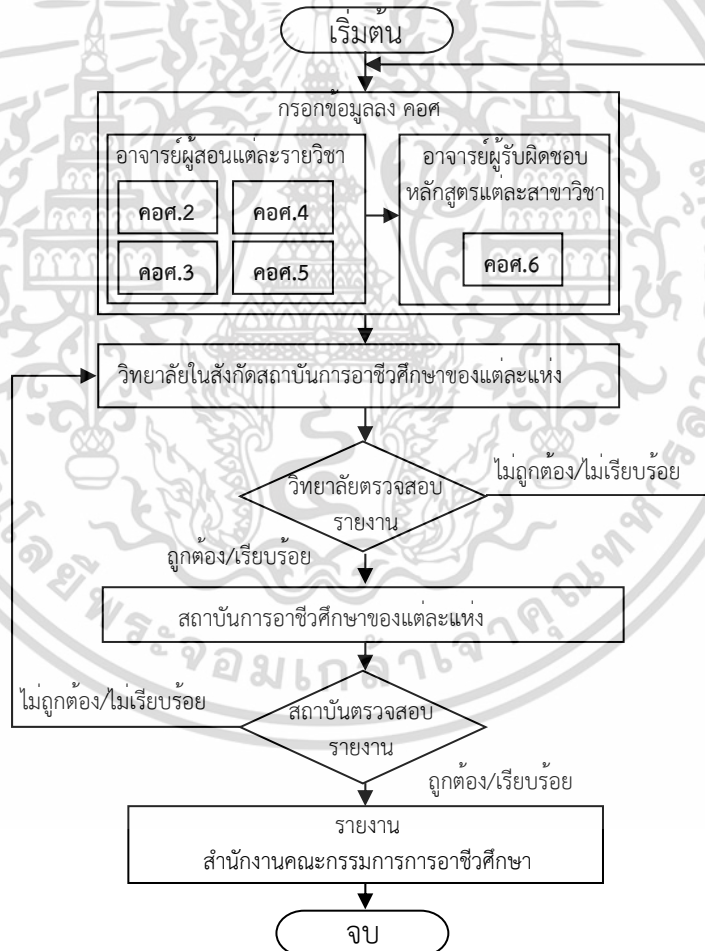 เริ่มต้น
กรอกข้อมูลลง คอศ
อาจารย์ผู้สอนแต่ละรายวิชา
คอศ.2
คอศ.4
คอศ.3
คอศ.5
อาจารย์ผู้รับผิดชอบ
หลักสูตรแต่ละสาขาวิชา
คอศ.6
วิทยาลัยในสังกัดสถาบันการอาชีวศึกษาของแต่ละแห่ง
วิทยาลัยตรวจสอบ
รายงาน
ไม่ถูกต้อง/ไม่เรียบร้อย
ถูกต้อง/เรียบร้อย
สถาบันการอาชีวศึกษาของแต่ละแห่ง
ไม่ถูกต้อง/ไม่เรียบร้อย
สถาบันตรวจสอบ
รายงาน
ถูกต้อง/เรียบร้อย
รายงาน
สำนักงานคณะกรรมการการอาชีวศึกษา
จบ